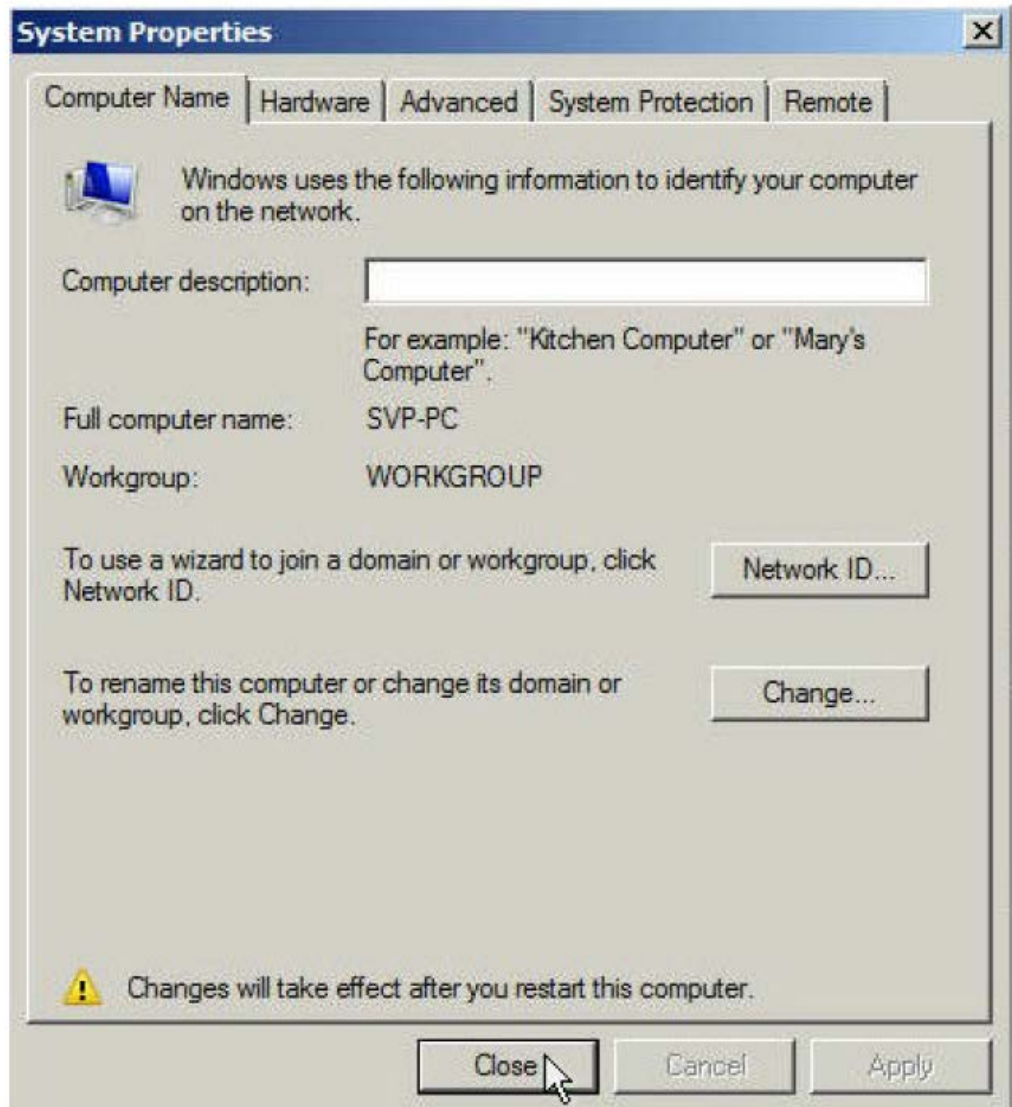 System Properties
Computer Name Hardware Advanced System Protection Remote
Windows uses the following information to identify your computer
on the network.
Computer description:
For example: "Kitchen Computer" or "Mary's
Computer".
Full computer name: SVP-PC
Workgroup: WORKGROUP
To use a wizard to join a domain or workgroup, click
Network ID.
Network ID...
To rename this computer or change its domain or
workgroup, click Change.
Change...
Changes will take effect after you restart this computer.
Close Cancel Apply